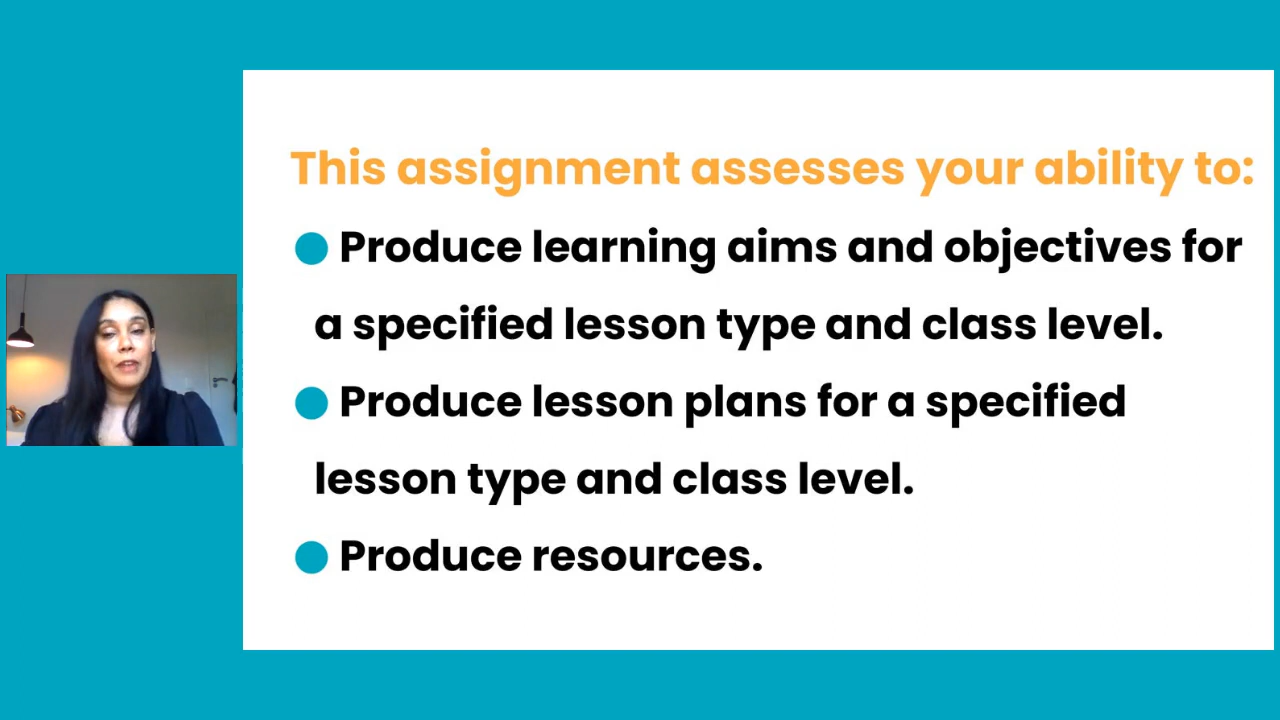 This assignment assesses your ability to:
● Produce learning aims and objectives for
a specified lesson type and class level.
● Produce lesson plans for a specified
lesson type and class level.
● Produce resources.